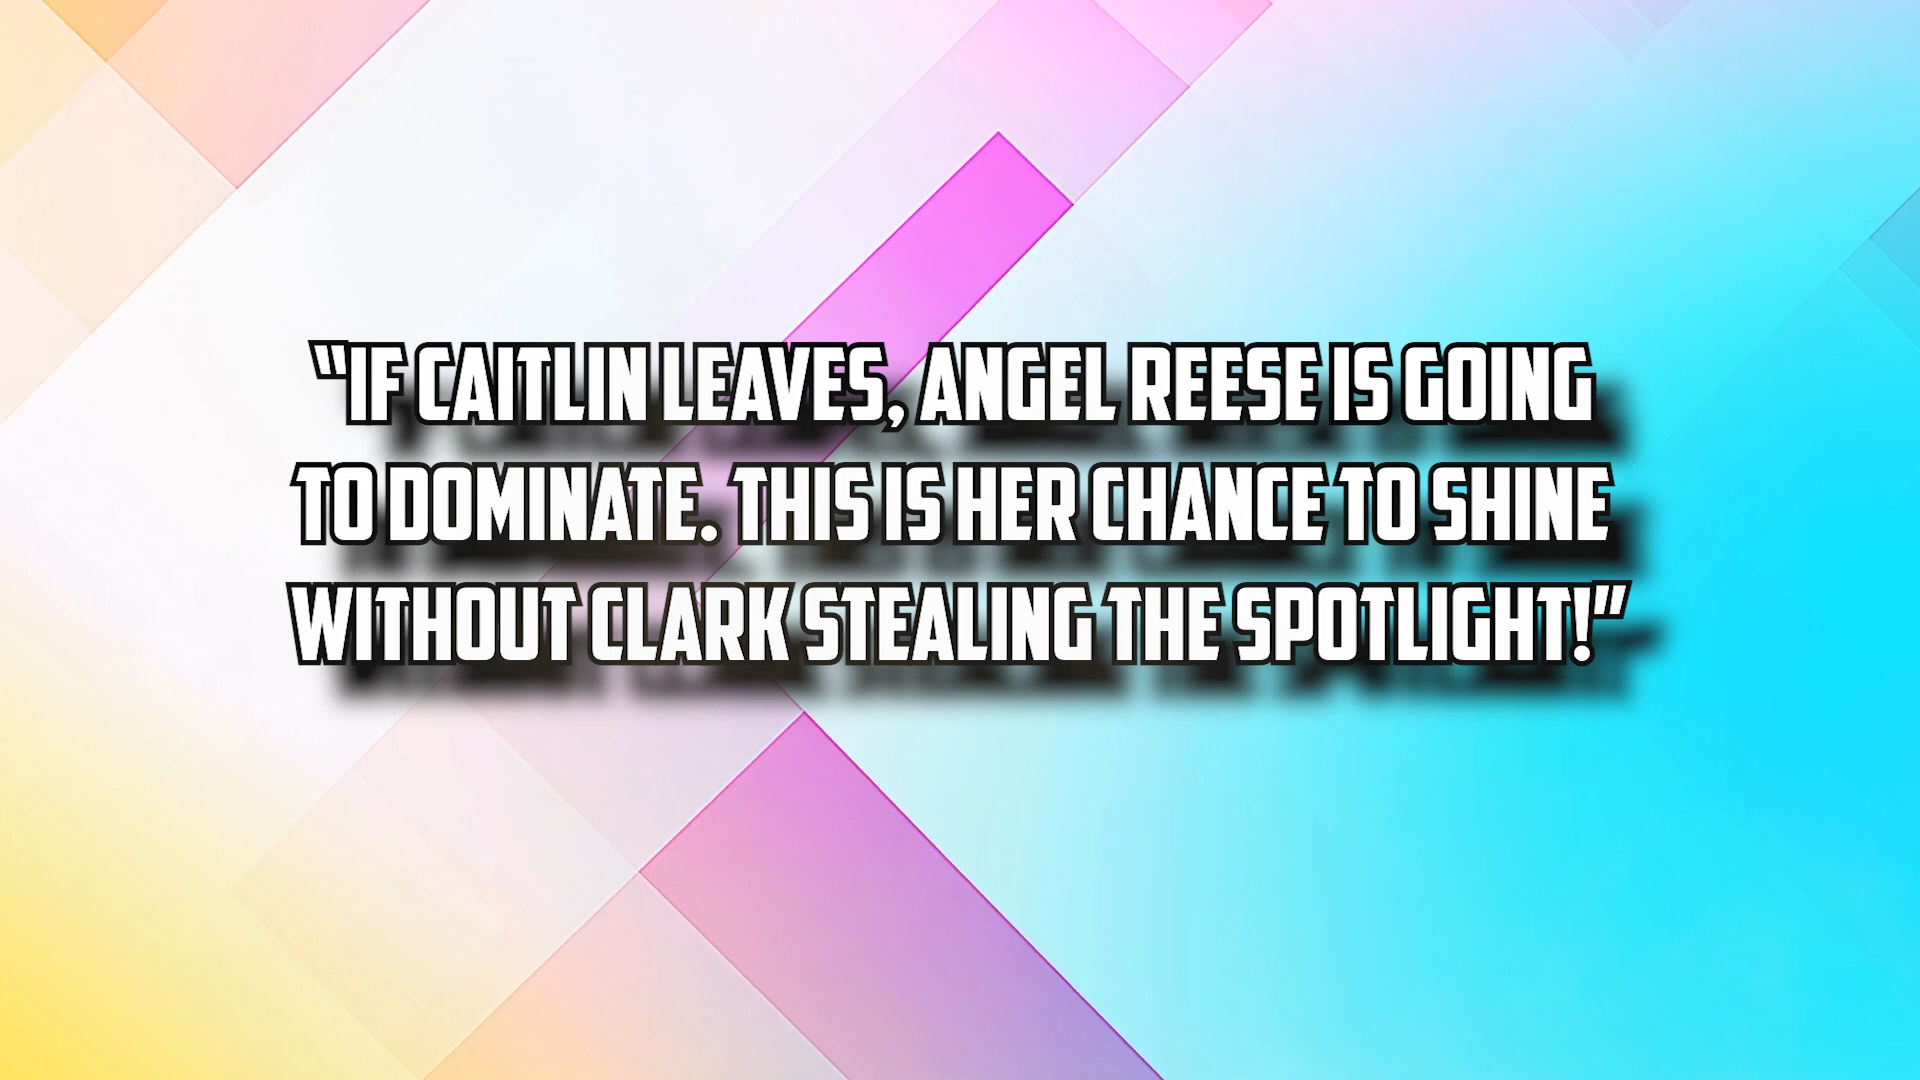 “IF CAITLIN LEAVES, ANGEL REESE IS GOING
TO DOMINATE. THIS IS HER CHANCE TO SHINE
WITHOUT CLARK STEALING THE SPOTLIGHT!”